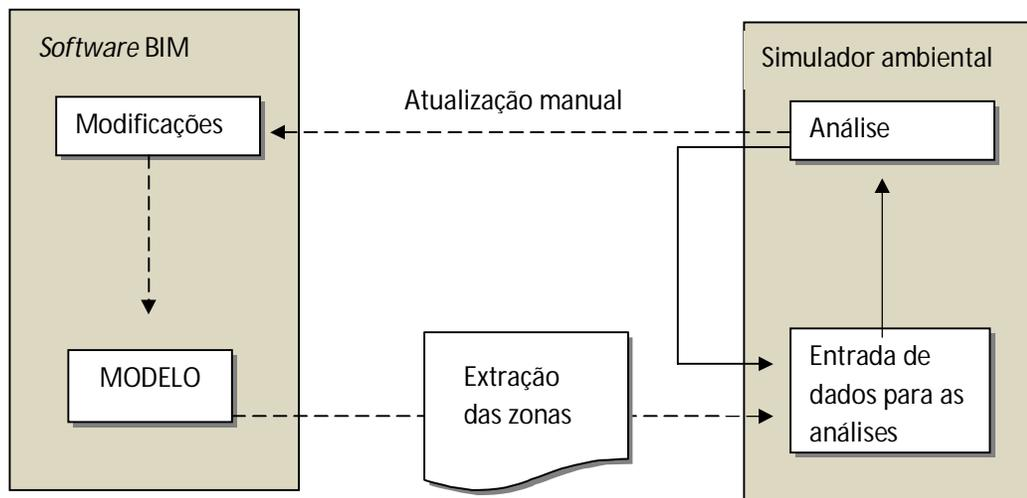 Software BIM
Simulador ambiental
Atualização manual
Modificações
Análise
MODELO
Extração
das zonas
Entrada de
dados para as
análises